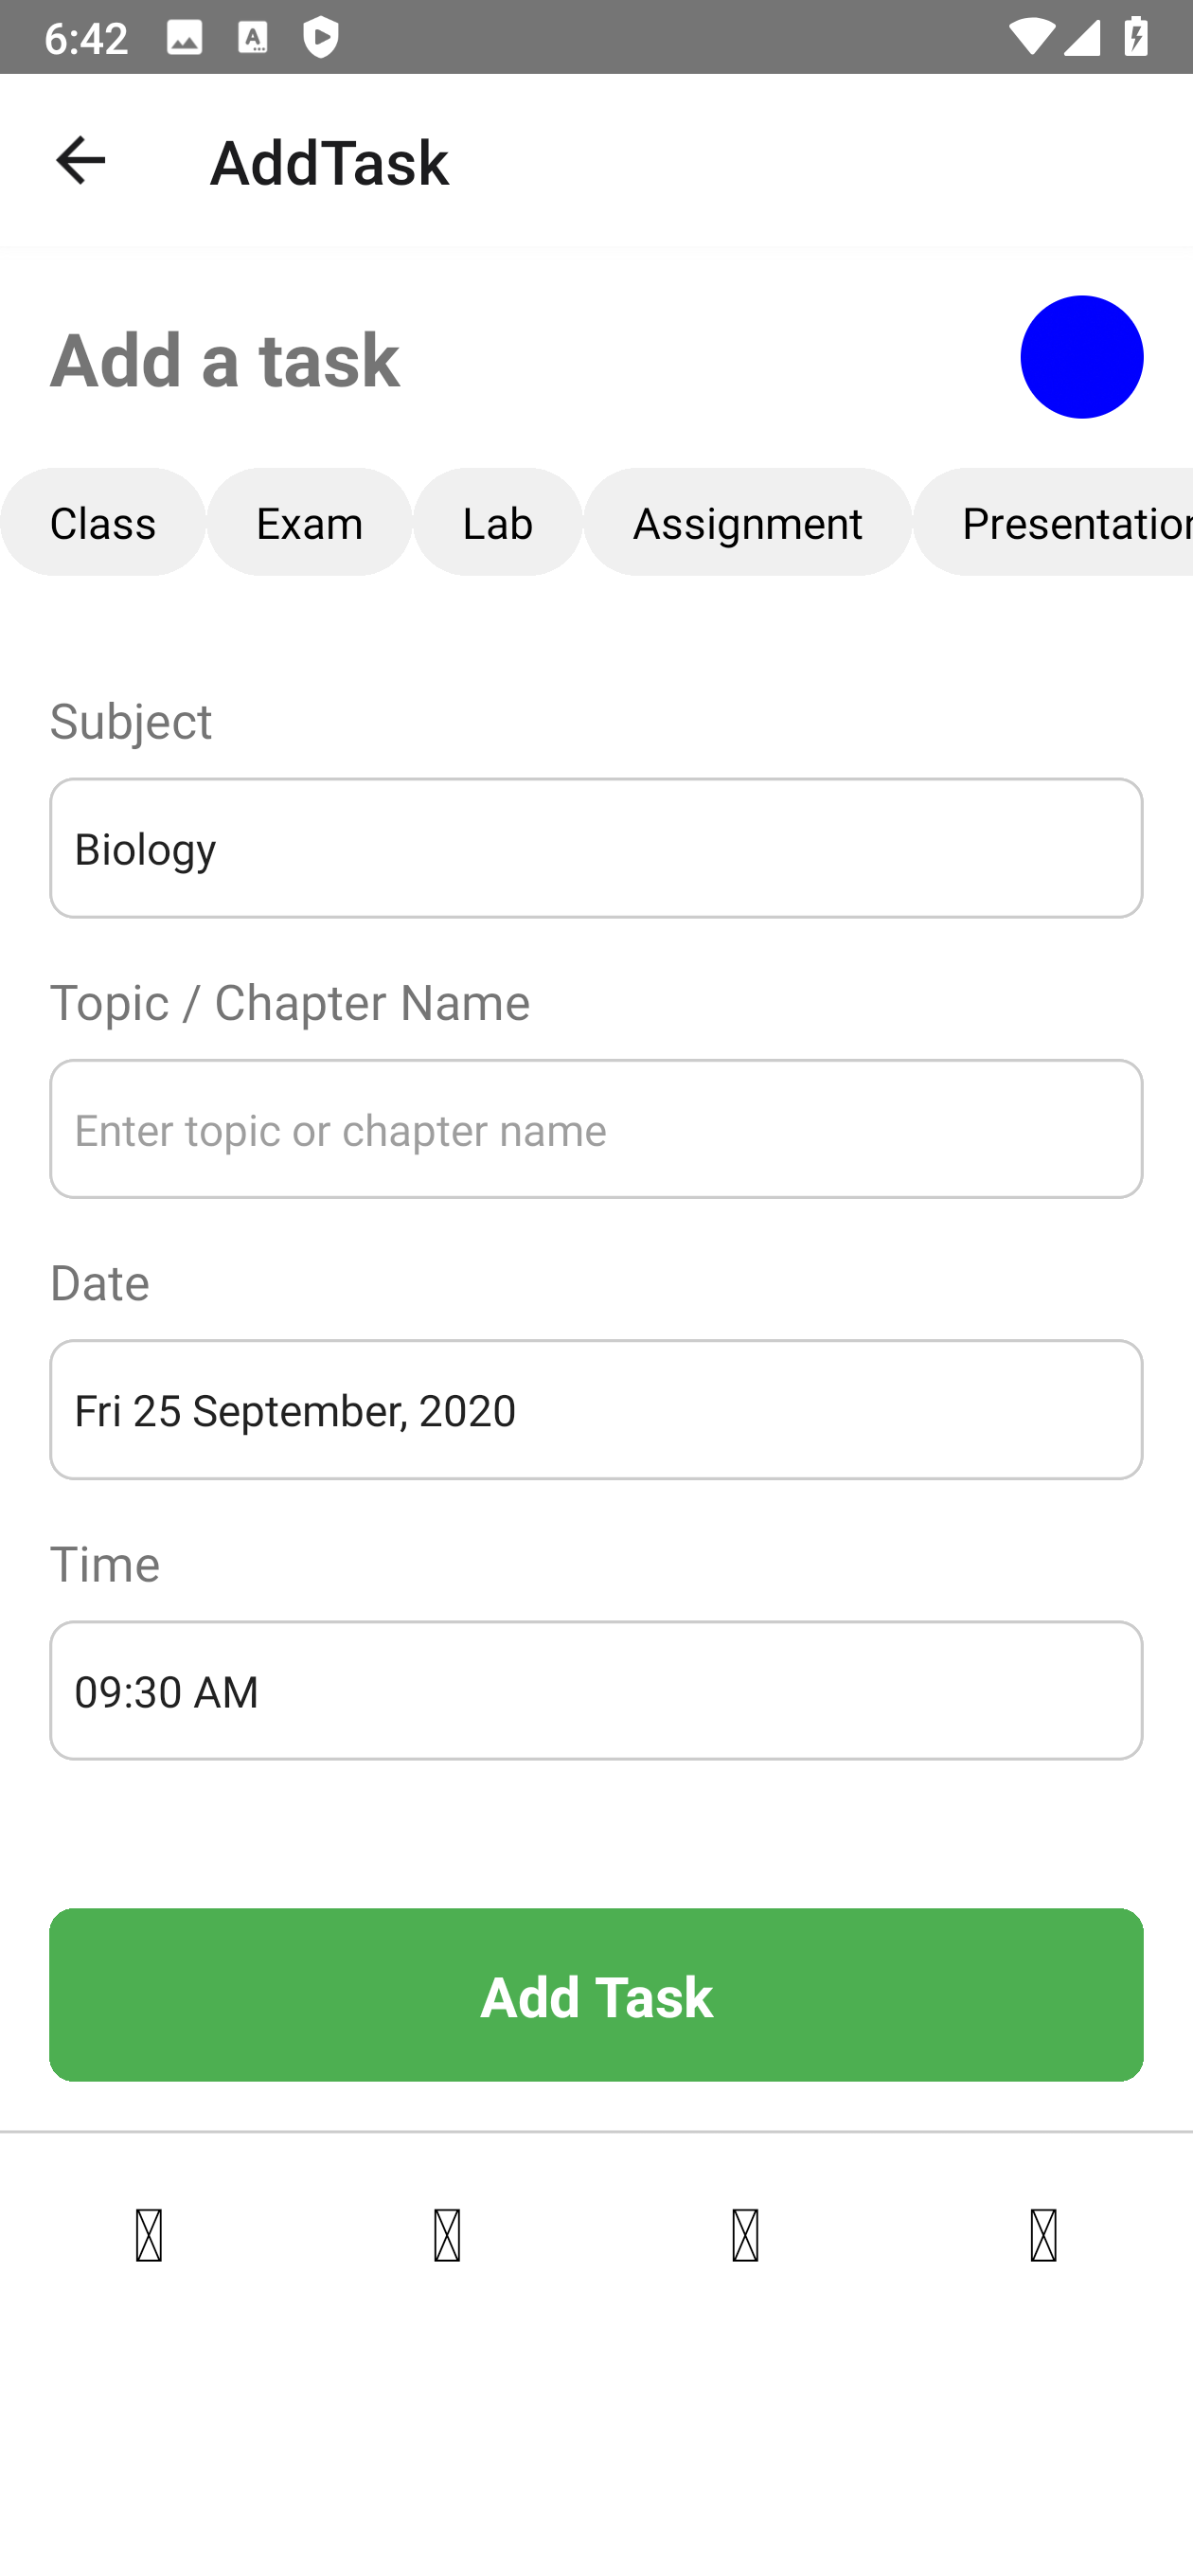 6:42
AddTask
Add a task
Class
Exam
Lab
Assignment
Presentation
Subject
Biology
Topic / Chapter Name
Enter topic or chapter name
Date
Fri 25 September, 2020
Time
09:30 AM
Add Task